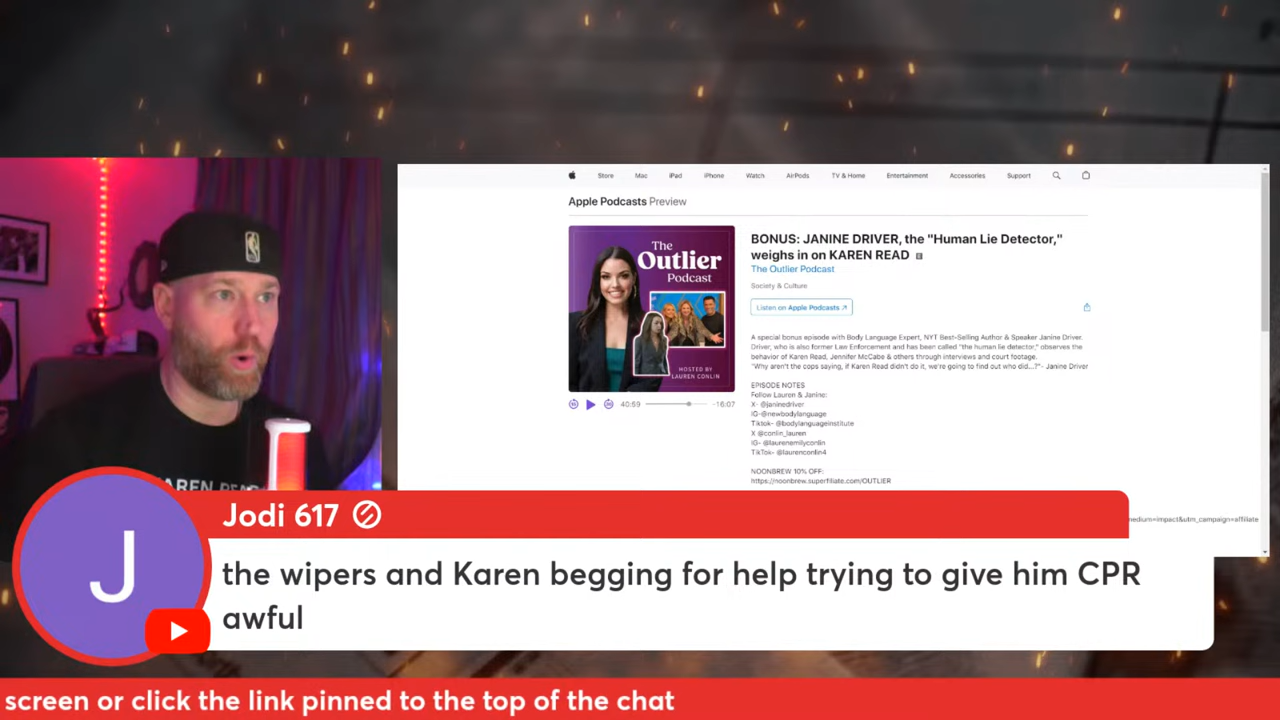 Store Mac iPad iPhone Watch AirPods TV & Home Entertainment Accessories Support
Apple Podcasts Preview
The
Outlier
Podcast
HOSTED BY
LAUREN CONLIN
40:59 -16:07
BONUS: JANINE DRIVER, the "Human Lie Detector,"
weighs in on KAREN READ
The Outlier Podcast
Society & Culture
Listen on Apple Podcasts ↗
A special bonus episode with Body Language Expert, NYT Best-Selling Author & Speaker Janine Driver.
Driver, who is also former Law Enforcement and has been called "the human lie detector," observes the
behavior of Karen Read, Jennifer McCabe & others through interviews and court footage.
"Why aren't the cops saying, if Karen Read didn't do it, we're going to find out who did...?"- Janine Driver
EPISODE NOTES
Follow Lauren & Janine:
X- @janinedriver
IG-@newbodylanguage
Tiktok- @bodylanguageinstitute
X @conlin_lauren
IG- @laurenemilyconlin
TikTok- @laurenconlin4
NOONBREW 10% OFF:
https://noonbrew.superfiliate.com/OUTLIER
medium=impact&utm_campaign=affiliate
KAREN READ
Jodi 617
J
the wipers and Karen begging for help trying to give him CPR
awful
screen or click the link pinned to the top of the chat